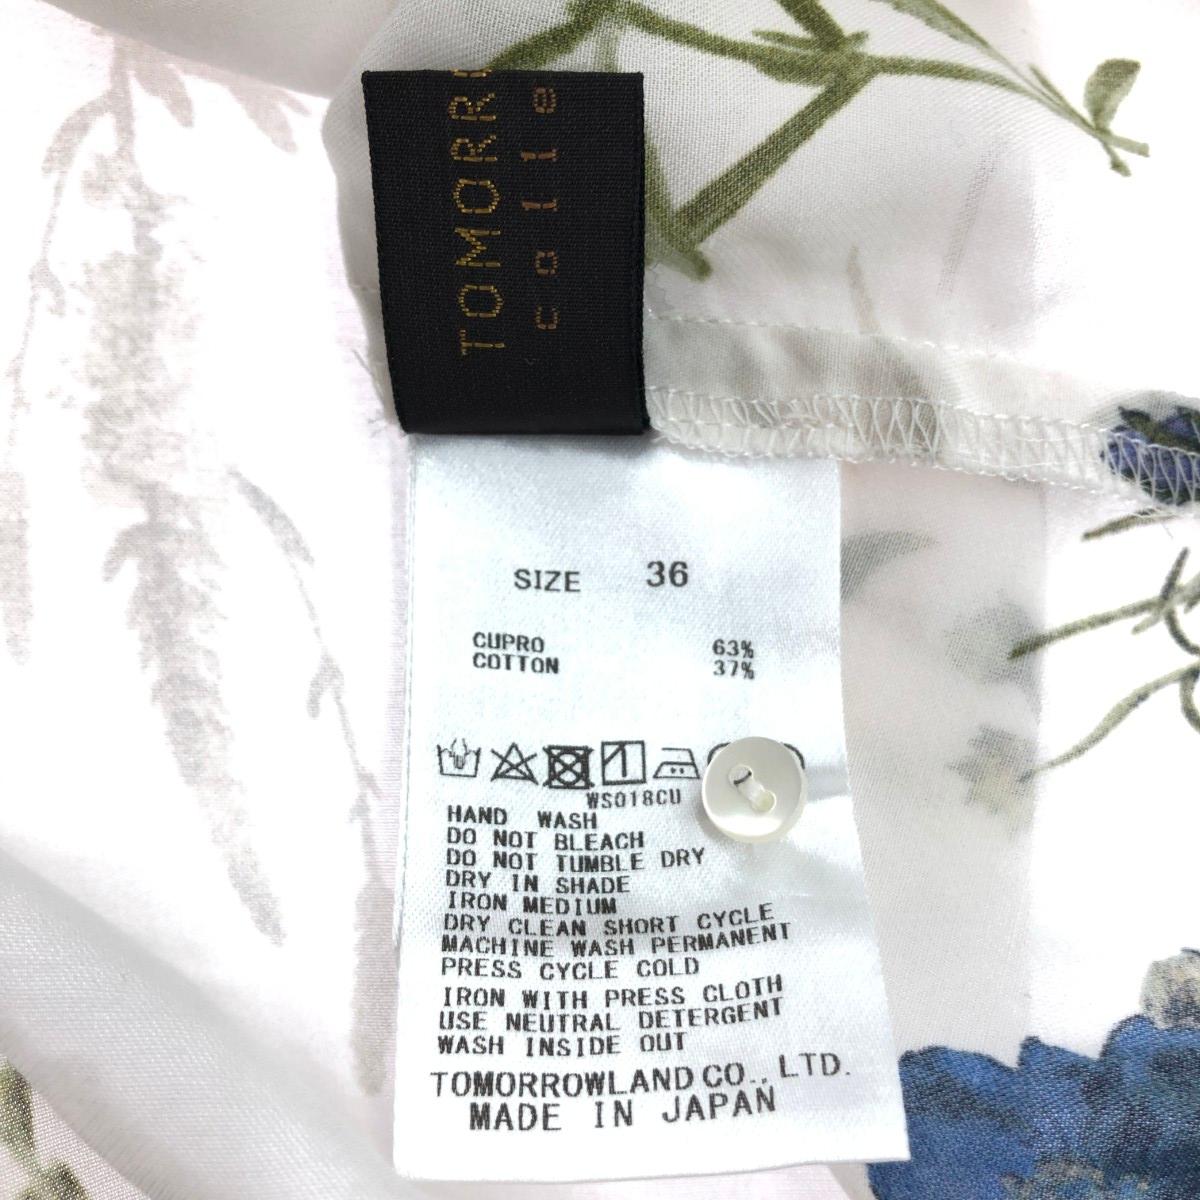 TOMORR
colle
SIZE 36
CUPRO 63%
COTTON 37%
WS018CU
HAND WASH
DO NOT BLEACH
DO NOT TUMBLE DRY
DRY IN SHADE
IRON MEDIUM
DRY CLEAN SHORT CYCLE
MACHINE WASH PERMANENT
PRESS CYCLE COLD
IRON WITH PRESS CLOTH
USE NEUTRAL DETERGENT
WASH INSIDE OUT
TOMORROWLAND CO., LTD.
MADE IN JAPAN